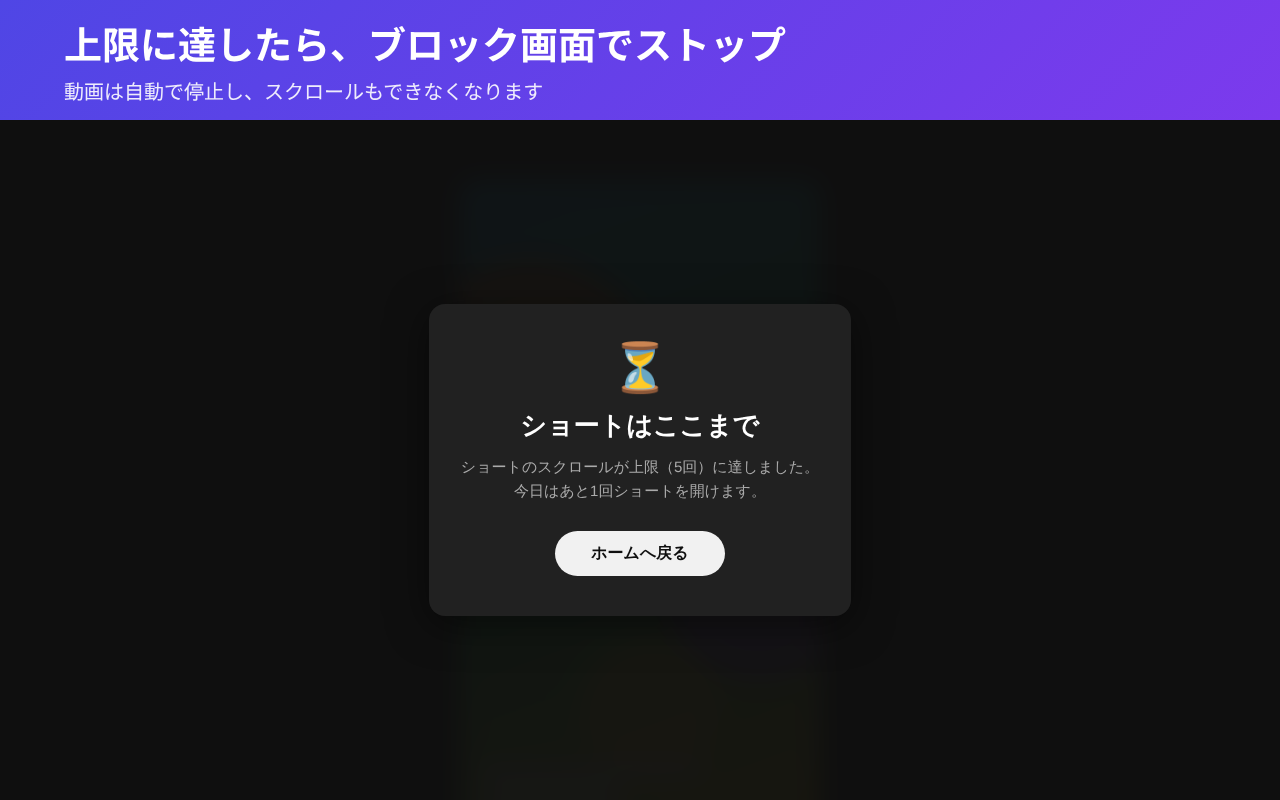 上限に達したら、ブロック画面でストップ
動画は自動で停止し、スクロールもできなくなります
ショートはここまで
ショートのスクロールが上限（5回）に達しました。
今日はあと1回ショートを開けます。
ホームへ戻る